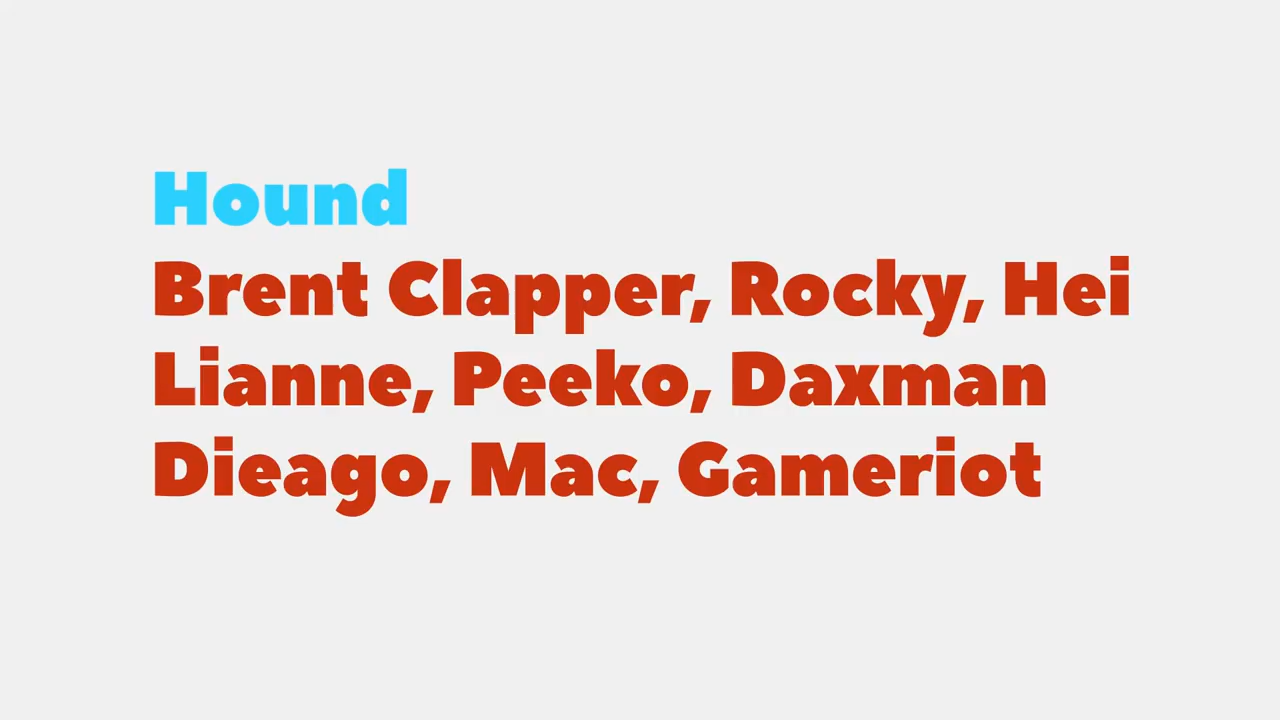 Hound
Brent Clapper, Rocky, Hei
Lianne, Peeko, Daxman
Dieago, Mac, Gameriot